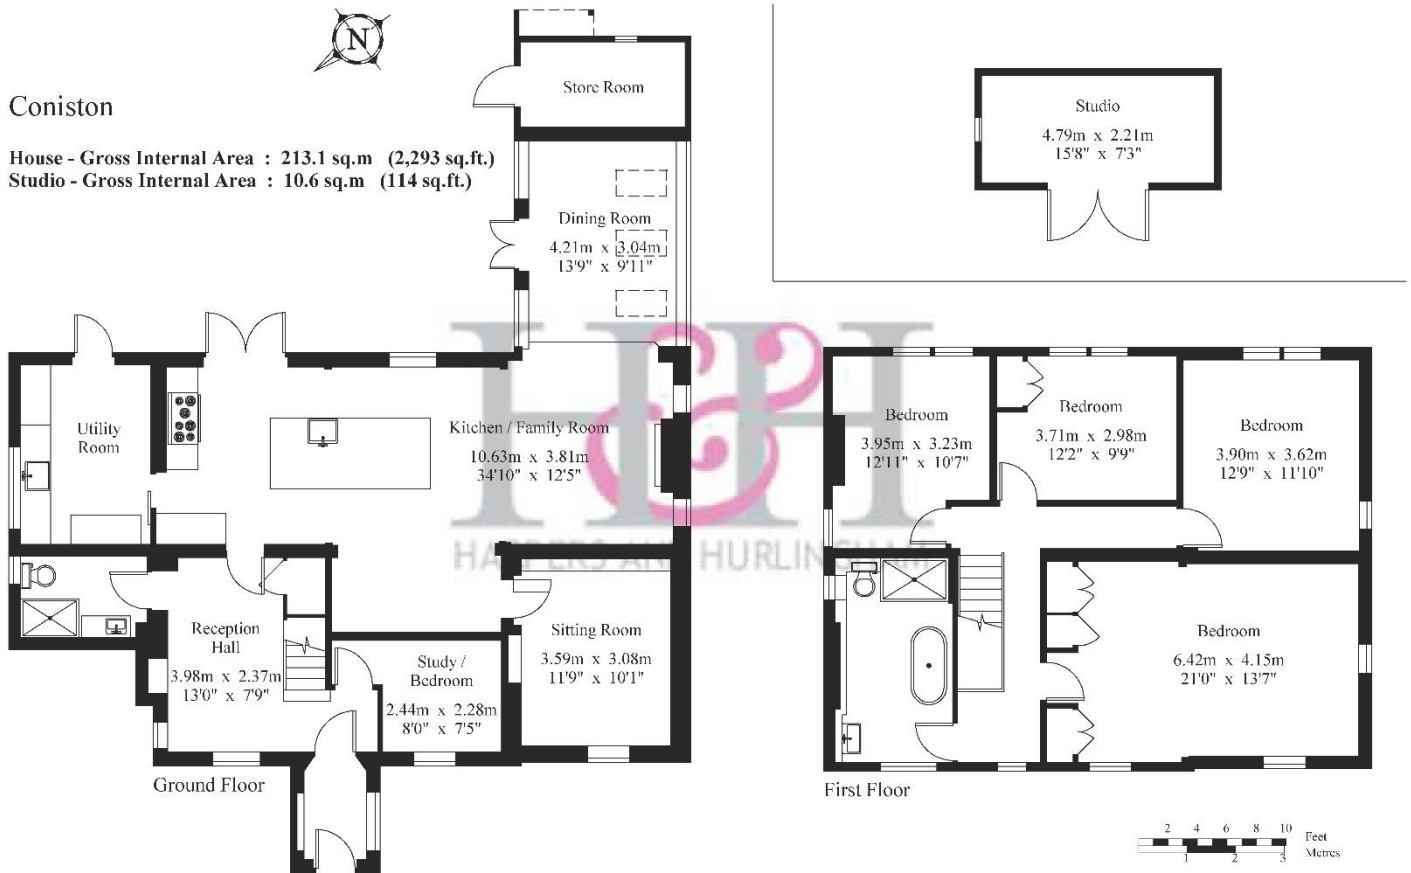 N
Coniston
House - Gross Internal Area : 213.1 sq.m (2,293 sq.ft.)
Studio - Gross Internal Area : 10.6 sq.m (114 sq.ft.)
Store Room
Dining Room
4.21m x 3.04m
13'9" x 9'11"
Utility
Room
Kitchen / Family Room
10.63m x 3.81m
34'10" x 12'5"
Reception
Hall
3.98m x 2.37m
13'0" x 7'9"
Study /
Bedroom
2.44m x 2.28m
8'0" x 7'5"
Sitting Room
3.59m x 3.08m
11'9" x 10'1"
Ground Floor
Studio
4.79m x 2.21m
15'8" x 7'3"
Bedroom
3.95m x 3.23m
12'11" x 10'7"
Bedroom
3.71m x 2.98m
12'2" x 9'9"
Bedroom
3.90m x 3.62m
12'9" x 11'10"
Bedroom
6.42m x 4.15m
21'0" x 13'7"
First Floor
H&H
HARPERS AND HURLINGHAM
2 4 6 8 10 Feet
1 2 3 Metres